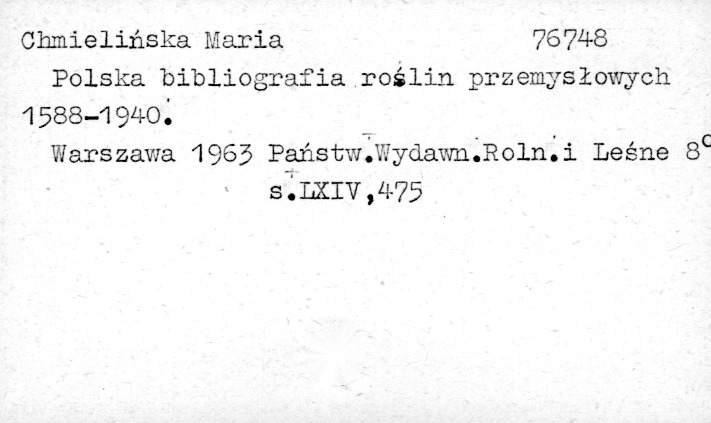 Chmielińska Maria 76748
Polska bibliografia roślin przemysłowych
1588-1940.
Warszawa 1963 Państw.Wydawn.Roln.i Leśne 8°
s.LXIV,475